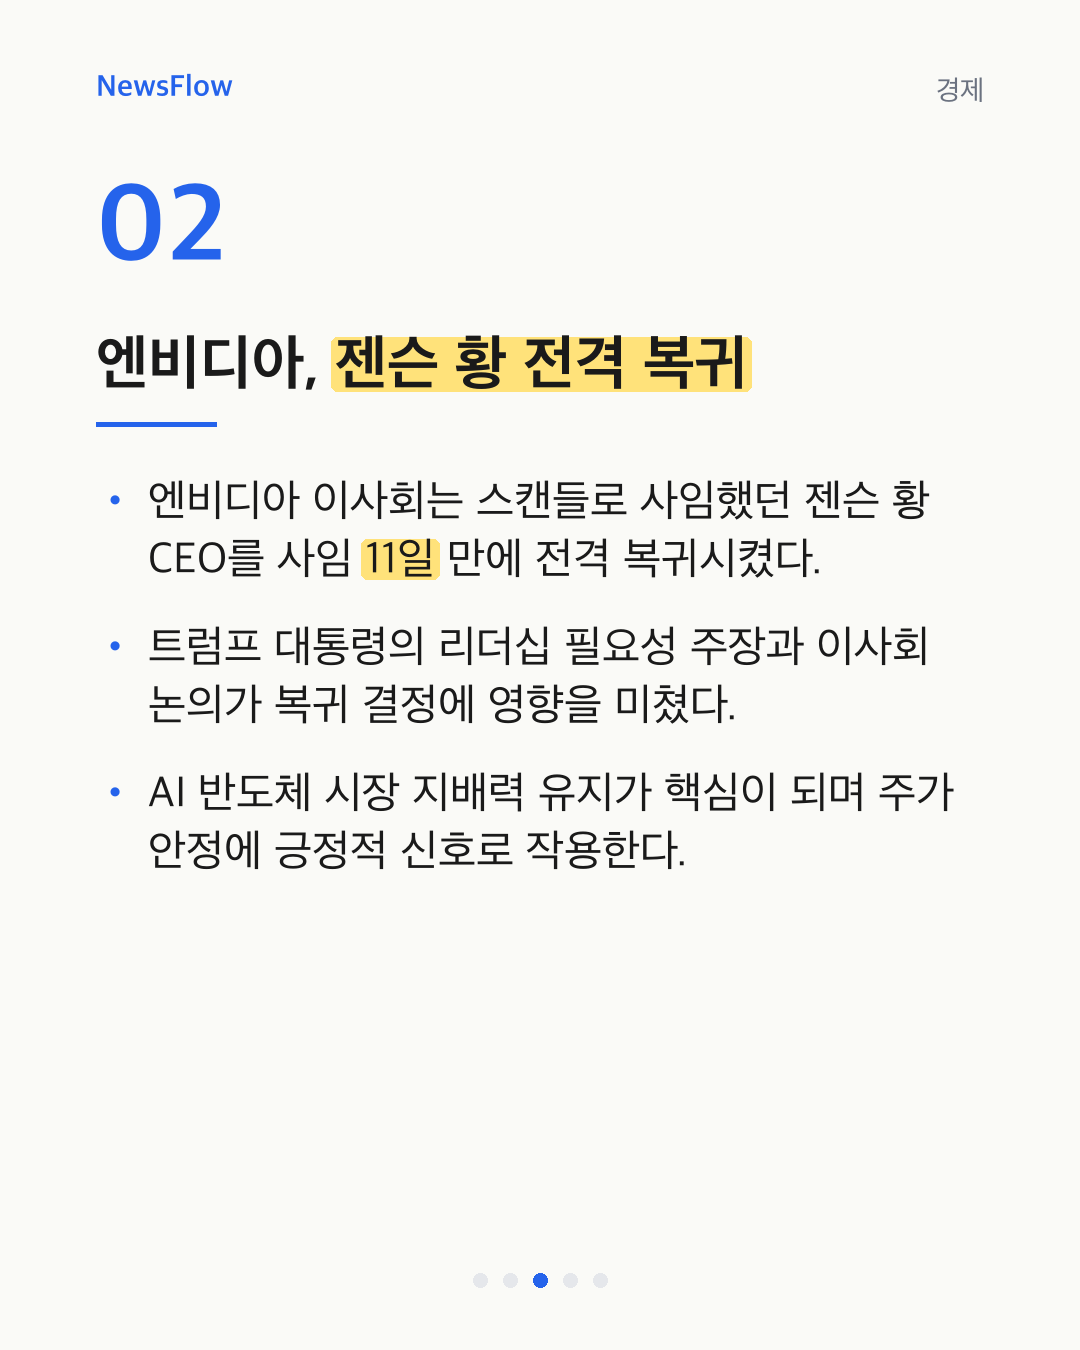 NewsFlow
경제
02
엔비디아, 젠슨 황 전격 복귀
• 엔비디아 이사회는 스캔들로 사임했던 젠슨 황
CEO를 사임 11일 만에 전격 복귀시켰다.
• 트럼프 대통령의 리더십 필요성 주장과 이사회
논의가 복귀 결정에 영향을 미쳤다.
• AI 반도체 시장 지배력 유지가 핵심이 되며 주가
안정에 긍정적 신호로 작용한다.